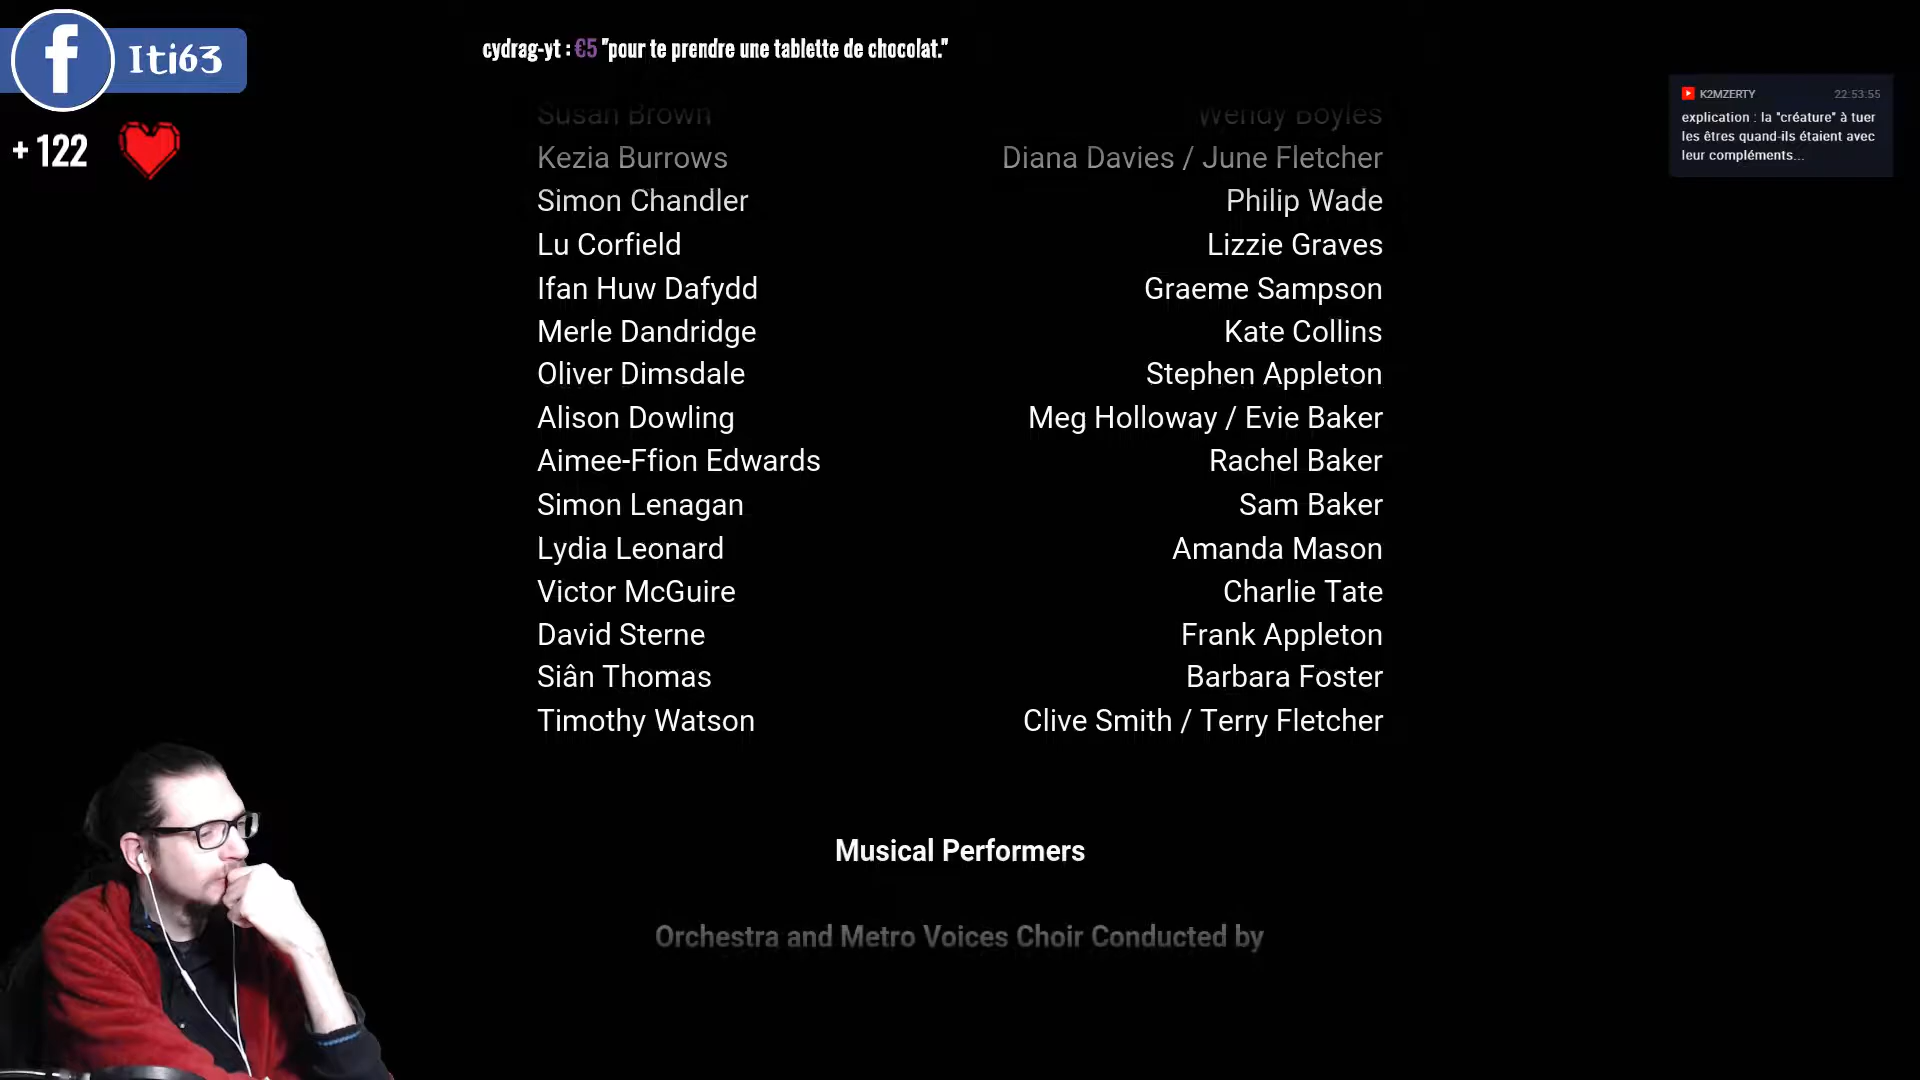 Iti63
+ 122
cydrag-yt : €5 "pour te prendre une tablette de chocolat."
K2MZERTY 22:53:55
explication : la "créature" à tuer
les êtres quand-ils étaient avec
leur compléments...
Susan Brown Wendy Boyles
Kezia Burrows Diana Davies / June Fletcher
Simon Chandler Philip Wade
Lu Corfield Lizzie Graves
Ifan Huw Dafydd Graeme Sampson
Merle Dandridge Kate Collins
Oliver Dimsdale Stephen Appleton
Alison Dowling Meg Holloway / Evie Baker
Aimee-Ffion Edwards Rachel Baker
Simon Lenagan Sam Baker
Lydia Leonard Amanda Mason
Victor McGuire Charlie Tate
David Sterne Frank Appleton
Siân Thomas Barbara Foster
Timothy Watson Clive Smith / Terry Fletcher
Musical Performers
Orchestra and Metro Voices Choir Conducted by